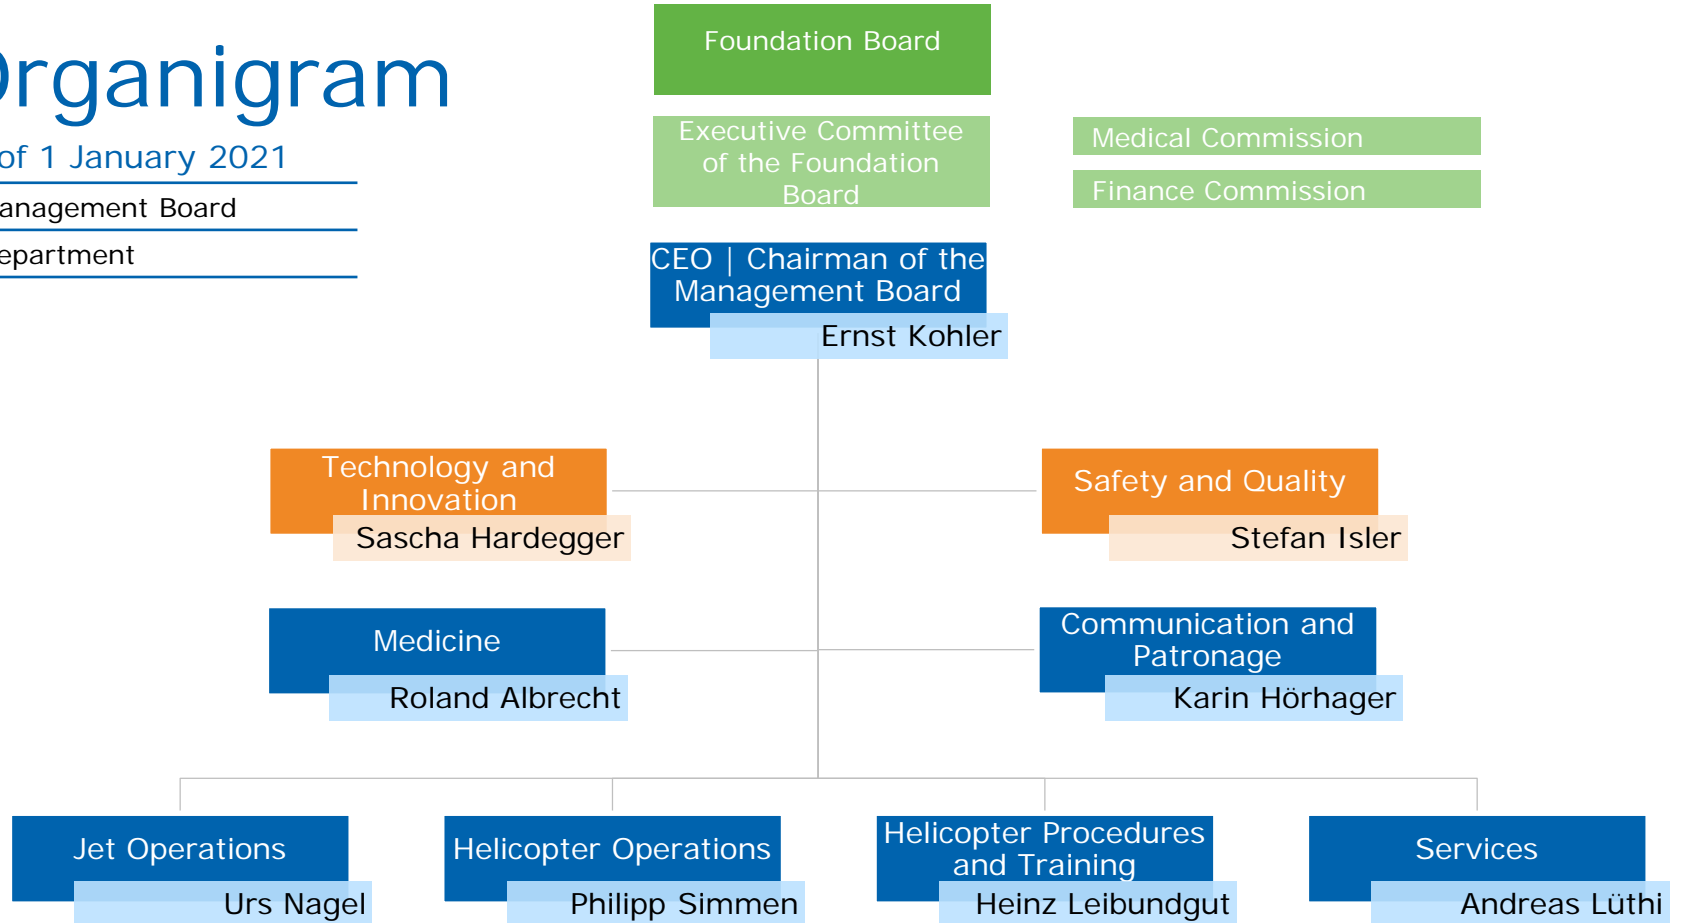 Organigram
of 1 January 2021
anagement Board
epartment
Foundation Board
Executive Committee
of the Foundation
Board
Medical Commission
Finance Commission
CEO | Chairman of the
Management Board
Ernst Kohler
Technology and
Innovation
Sascha Hardegger
Safety and Quality
Stefan Isler
Medicine
Roland Albrecht
Communication and
Patronage
Karin Hörhager
Jet Operations
Urs Nagel
Helicopter Operations
Philipp Simmen
Helicopter Procedures
and Training
Heinz Leibundgut
Services
Andreas Lüthi